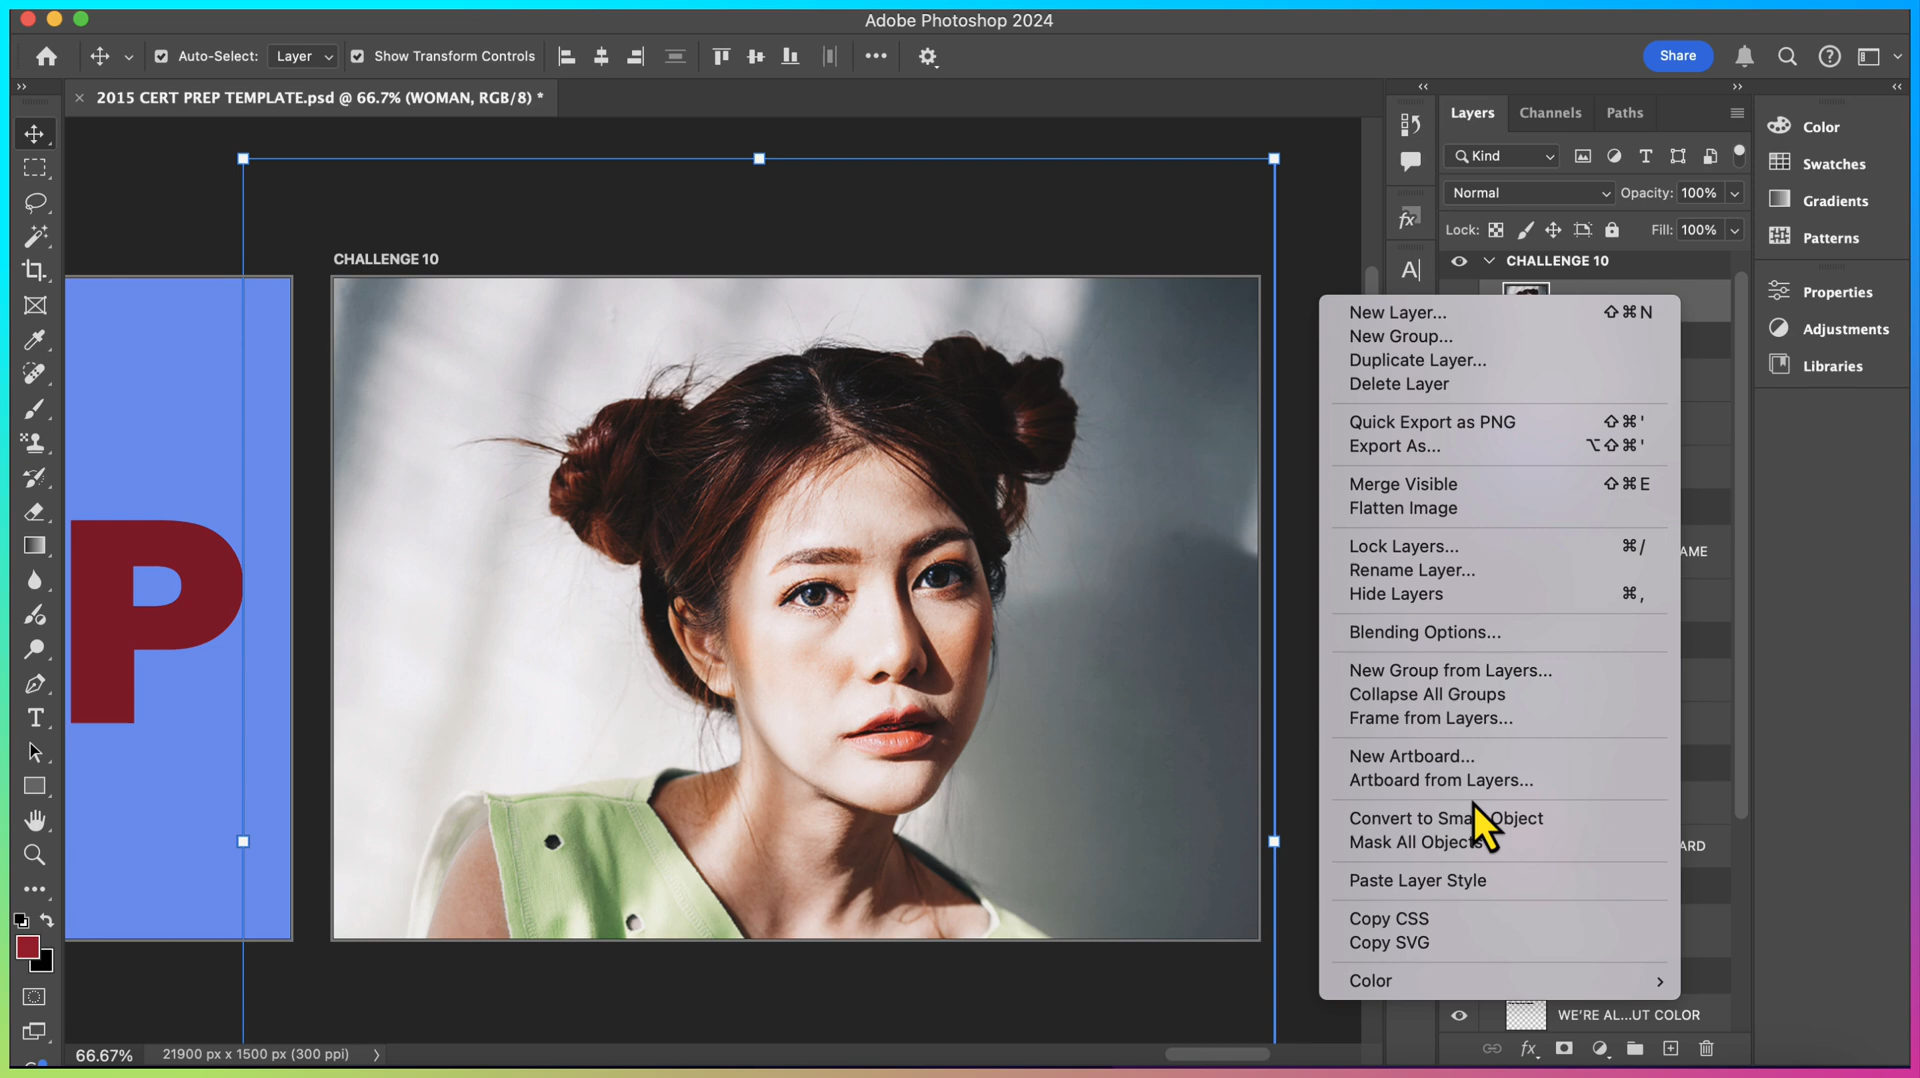 Adobe Photoshop 2024
Auto-Select: Layer Show Transform Controls Share
2015 CERT PREP TEMPLATE.psd @ 66.7% (WOMAN, RGB/8) *
Layers Channels Paths
Kind
Normal Opacity: 100%
Lock: Fill: 100%
CHALLENGE 10
Color
Swatches
Gradients
Patterns
Properties
Adjustments
Libraries
CHALLENGE 10
P
New Layer... ⇧⌘N
New Group...
Duplicate Layer...
Delete Layer
Quick Export as PNG ⇧⌘'
Export As... ⌥⇧⌘'
Merge Visible ⇧⌘E
Flatten Image
Lock Layers... ⌘/
Rename Layer...
Hide Layers ⌘,
Blending Options...
New Group from Layers...
Collapse All Groups
Frame from Layers...
New Artboard...
Artboard from Layers...
Convert to Smart Object
Mask All Objects
Paste Layer Style
Copy CSS
Copy SVG
Color
AME
ARD
WE'RE AL...UT COLOR
66.67% 21900 px x 1500 px (300 ppi)